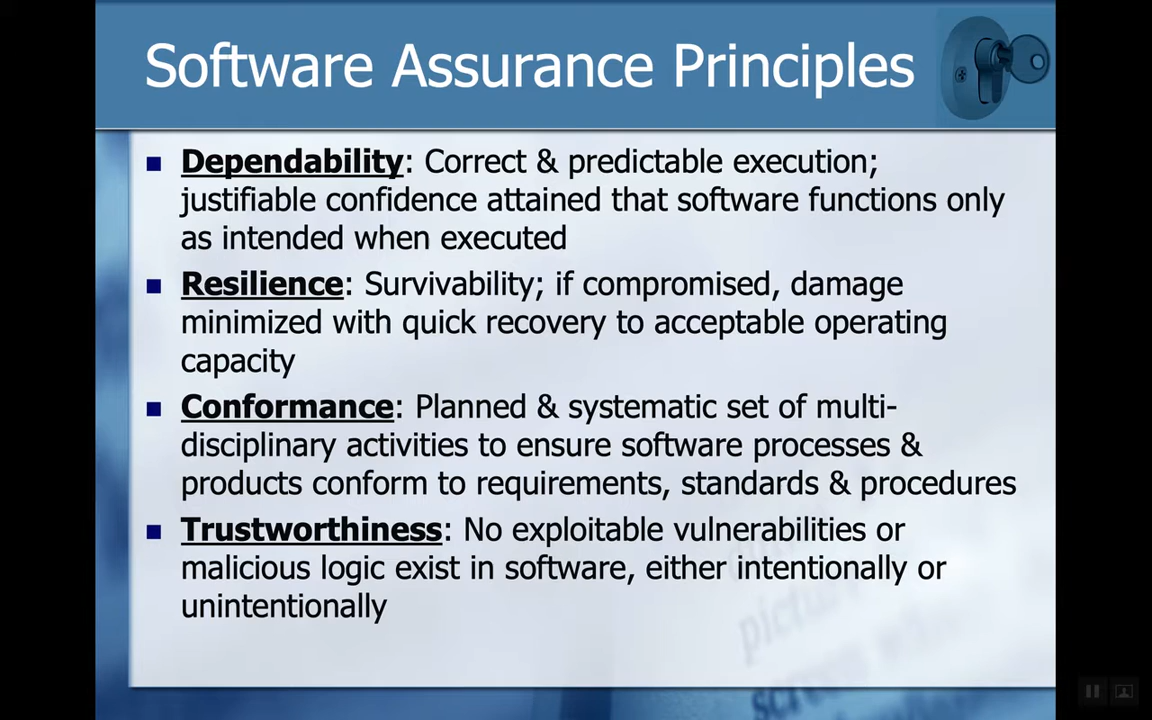 Software Assurance Principles
Dependability: Correct & predictable execution;
justifiable confidence attained that software functions only
as intended when executed
Resilience: Survivability; if compromised, damage
minimized with quick recovery to acceptable operating
capacity
Conformance: Planned & systematic set of multi-
disciplinary activities to ensure software processes &
products conform to requirements, standards & procedures
Trustworthiness: No exploitable vulnerabilities or
malicious logic exist in software, either intentionally or
unintentionally